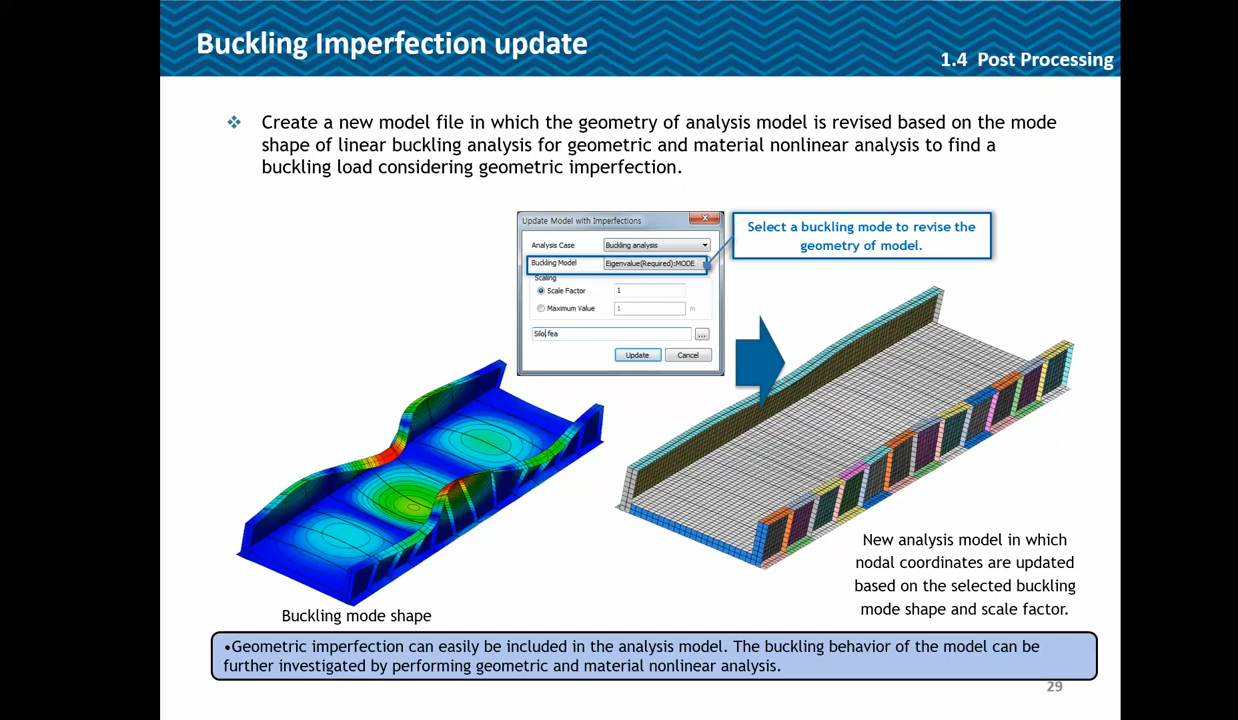 Buckling Imperfection update
1.4 Post Processing
Create a new model file in which the geometry of analysis model is revised based on the mode
shape of linear buckling analysis for geometric and material nonlinear analysis to find a
buckling load considering geometric imperfection.
Update Model with Imperfections
Analysis Case
Buckling analysis
Buckling Model
Eigenvalue(Required):MODE
Scaling
Scale Factor
1
Maximum Value
1
m
Silo.fea
...
Update
Cancel
Select a buckling mode to revise the
geometry of model.
New analysis model in which
nodal coordinates are updated
based on the selected buckling
mode shape and scale factor.
Buckling mode shape
•Geometric imperfection can easily be included in the analysis model. The buckling behavior of the model can be
further investigated by performing geometric and material nonlinear analysis.
29